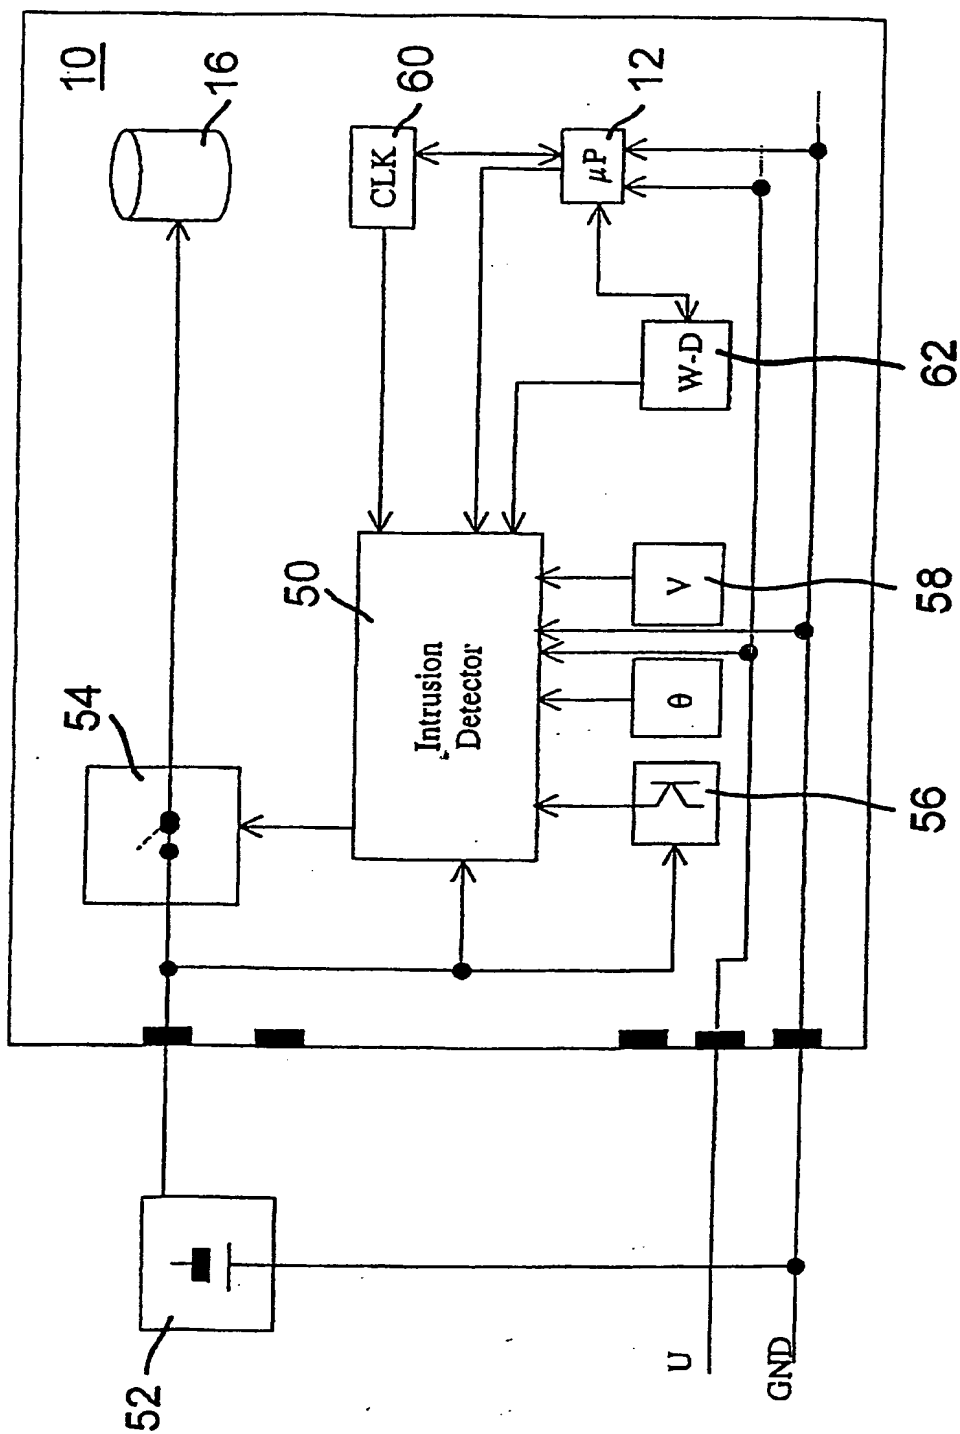 10
54
52
16
50
60
CLK
Intrusion
Detector
12
μP
U
θ
V
W-D
GND
56
58
62